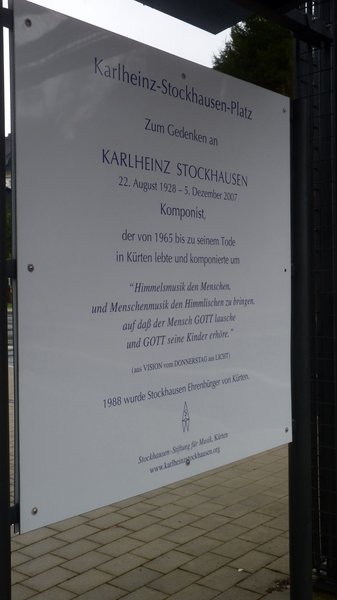 Karlheinz-Stockhausen-Platz
Zum Gedenken an
KARLHEINZ STOCKHAUSEN
22. August 1928 – 5. Dezember 2007
Komponist,
der von 1965 bis zu seinem Tode
in Kürten lebte und komponierte um
"Himmelsmusik den Menschen,
und Menschenmusik den Himmlischen zu bringen,
auf daß der Mensch GOTT lausche
und GOTT seine Kinder erhöre."
(aus VISION vom DONNERSTAG aus LICHT)
1988 wurde Stockhausen Ehrenbürger von Kürten.
Stockhausen-Stiftung für Musik, Kürten
www.karlheinzstockhausen.org